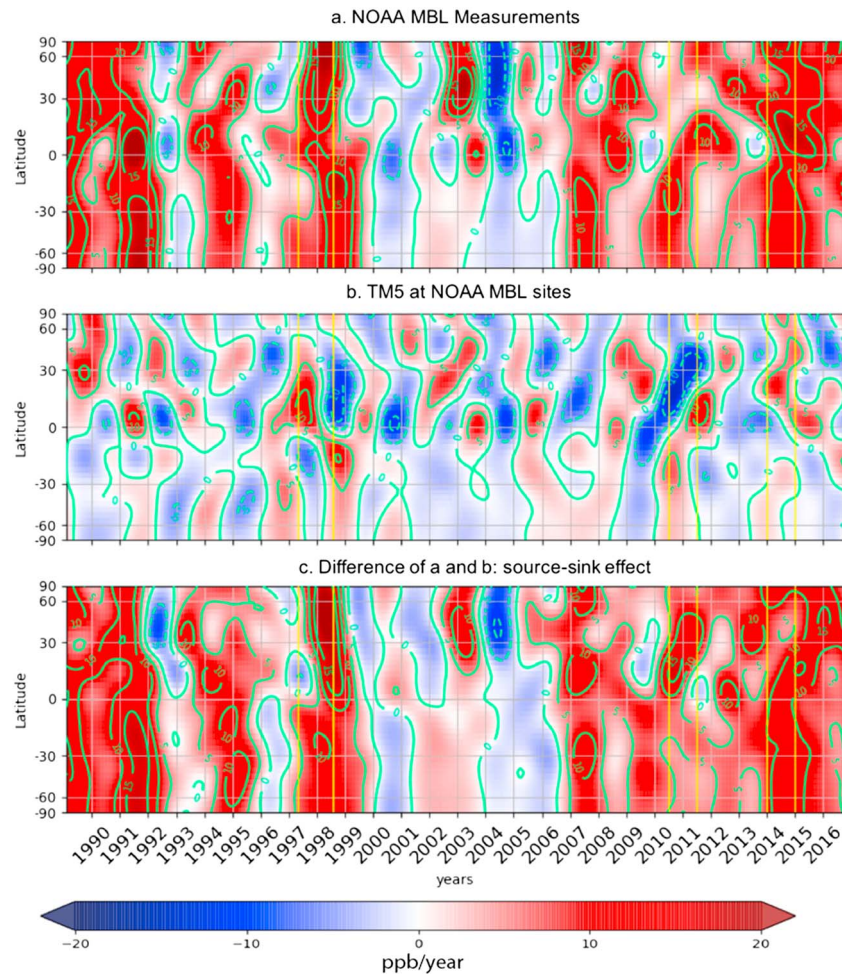 a. NOAA MBL Measurements
90
60
30
0
-30
-60
-90
Latitude
b. TM5 at NOAA MBL sites
90
60
30
0
-30
-60
-90
Latitude
c. Difference of a and b: source-sink effect
90
60
30
0
-30
-60
-90
Latitude
1990 1991 1992 1993 1994 1995 1996 1997 1998 1999 2000 2001 2002 2003 2004 2005 2006 2007 2008 2009 2010 2011 2012 2013 2014 2015 2016
years
−20 −10 0 10 20
ppb/year